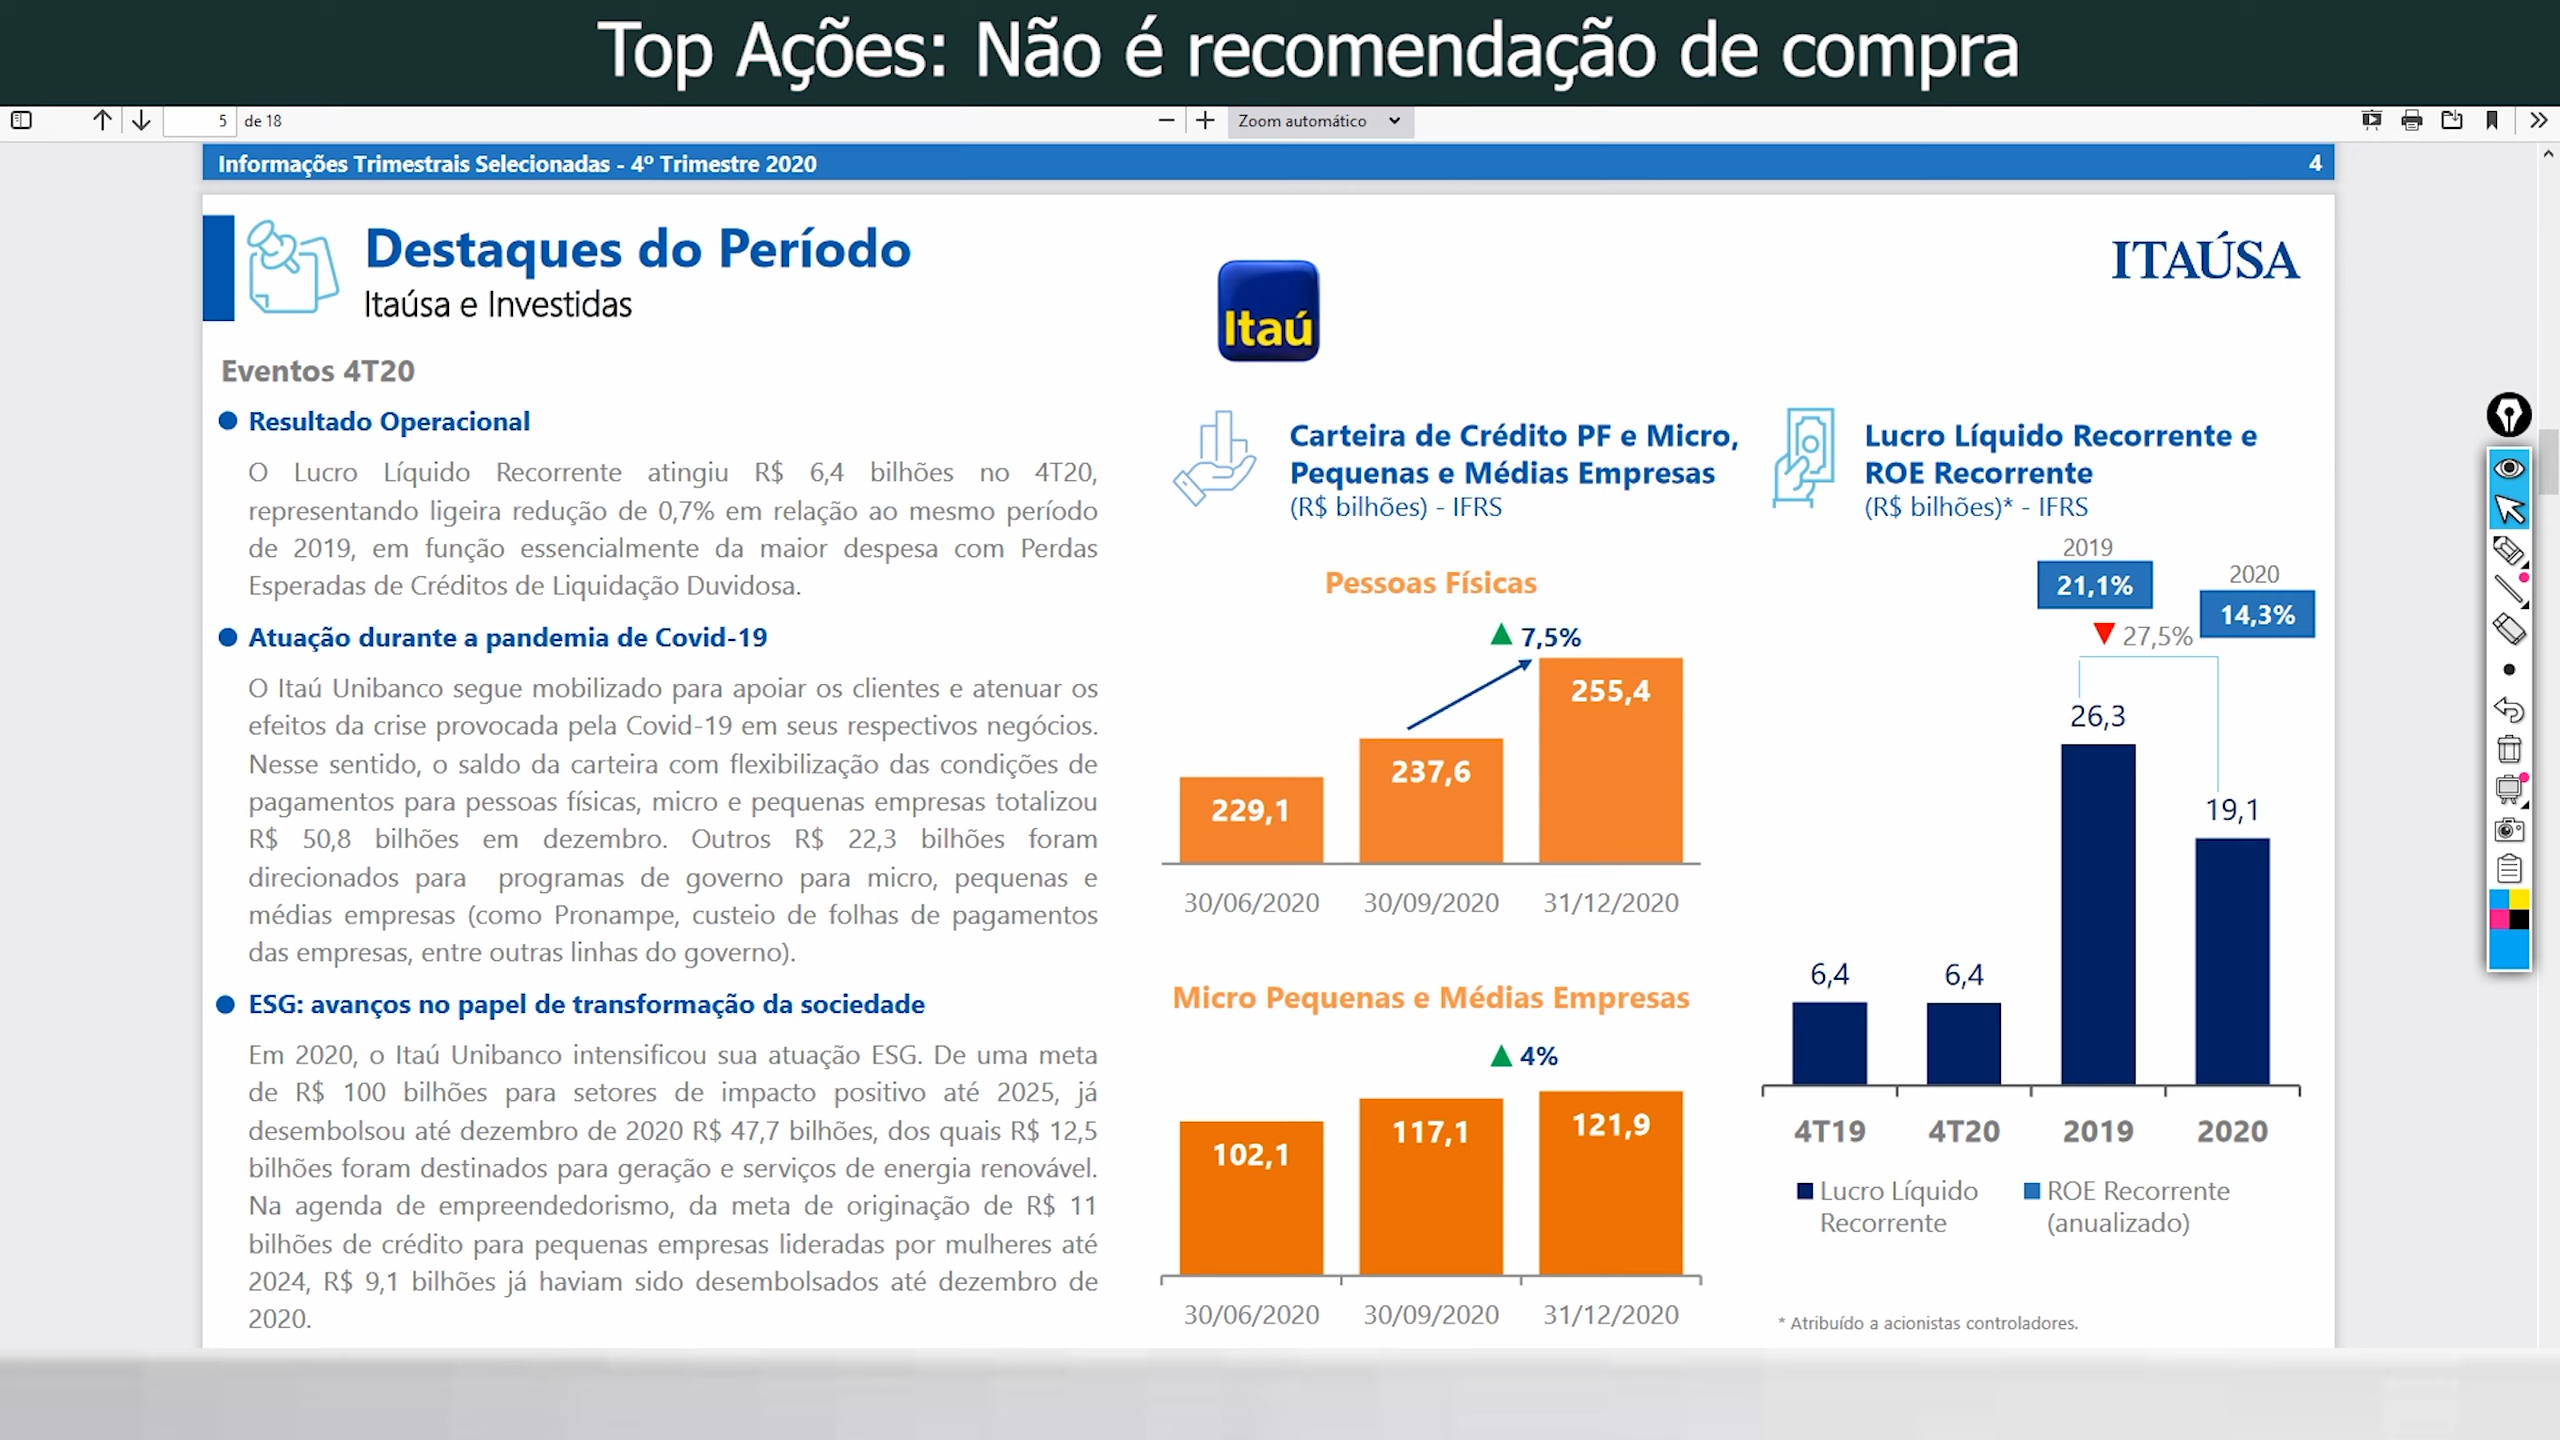 Top Ações: Não é recomendação de compra
5 de 18
Zoom automático
Informações Trimestrais Selecionadas - 4º Trimestre 2020 4
Destaques do Período
Itaúsa e Investidas
Itaú
ITAÚSA
Eventos 4T20
Resultado Operacional
O Lucro Líquido Recorrente atingiu R$ 6,4 bilhões no 4T20,
representando ligeira redução de 0,7% em relação ao mesmo período
de 2019, em função essencialmente da maior despesa com Perdas
Esperadas de Créditos de Liquidação Duvidosa.
Atuação durante a pandemia de Covid-19
O Itaú Unibanco segue mobilizado para apoiar os clientes e atenuar os
efeitos da crise provocada pela Covid-19 em seus respectivos negócios.
Nesse sentido, o saldo da carteira com flexibilização das condições de
pagamentos para pessoas físicas, micro e pequenas empresas totalizou
R$ 50,8 bilhões em dezembro. Outros R$ 22,3 bilhões foram
direcionados para programas de governo para micro, pequenas e
médias empresas (como Pronampe, custeio de folhas de pagamentos
das empresas, entre outras linhas do governo).
ESG: avanços no papel de transformação da sociedade
Em 2020, o Itaú Unibanco intensificou sua atuação ESG. De uma meta
de R$ 100 bilhões para setores de impacto positivo até 2025, já
desembolsou até dezembro de 2020 R$ 47,7 bilhões, dos quais R$ 12,5
bilhões foram destinados para geração e serviços de energia renovável.
Na agenda de empreendedorismo, da meta de originação de R$ 11
bilhões de crédito para pequenas empresas lideradas por mulheres até
2024, R$ 9,1 bilhões já haviam sido desembolsados até dezembro de
2020.
Carteira de Crédito PF e Micro,
Pequenas e Médias Empresas
(R$ bilhões) - IFRS
Pessoas Físicas
7,5%
229,1 237,6 255,4
30/06/2020 30/09/2020 31/12/2020
Micro Pequenas e Médias Empresas
4%
102,1 117,1 121,9
30/06/2020 30/09/2020 31/12/2020
Lucro Líquido Recorrente e
ROE Recorrente
(R$ bilhões)* - IFRS
2019
21,1%
2020
14,3%
27,5%
6,4 6,4 26,3 19,1
4T19 4T20 2019 2020
Lucro Líquido
Recorrente
ROE Recorrente
(anualizado)
* Atribuído a acionistas controladores.